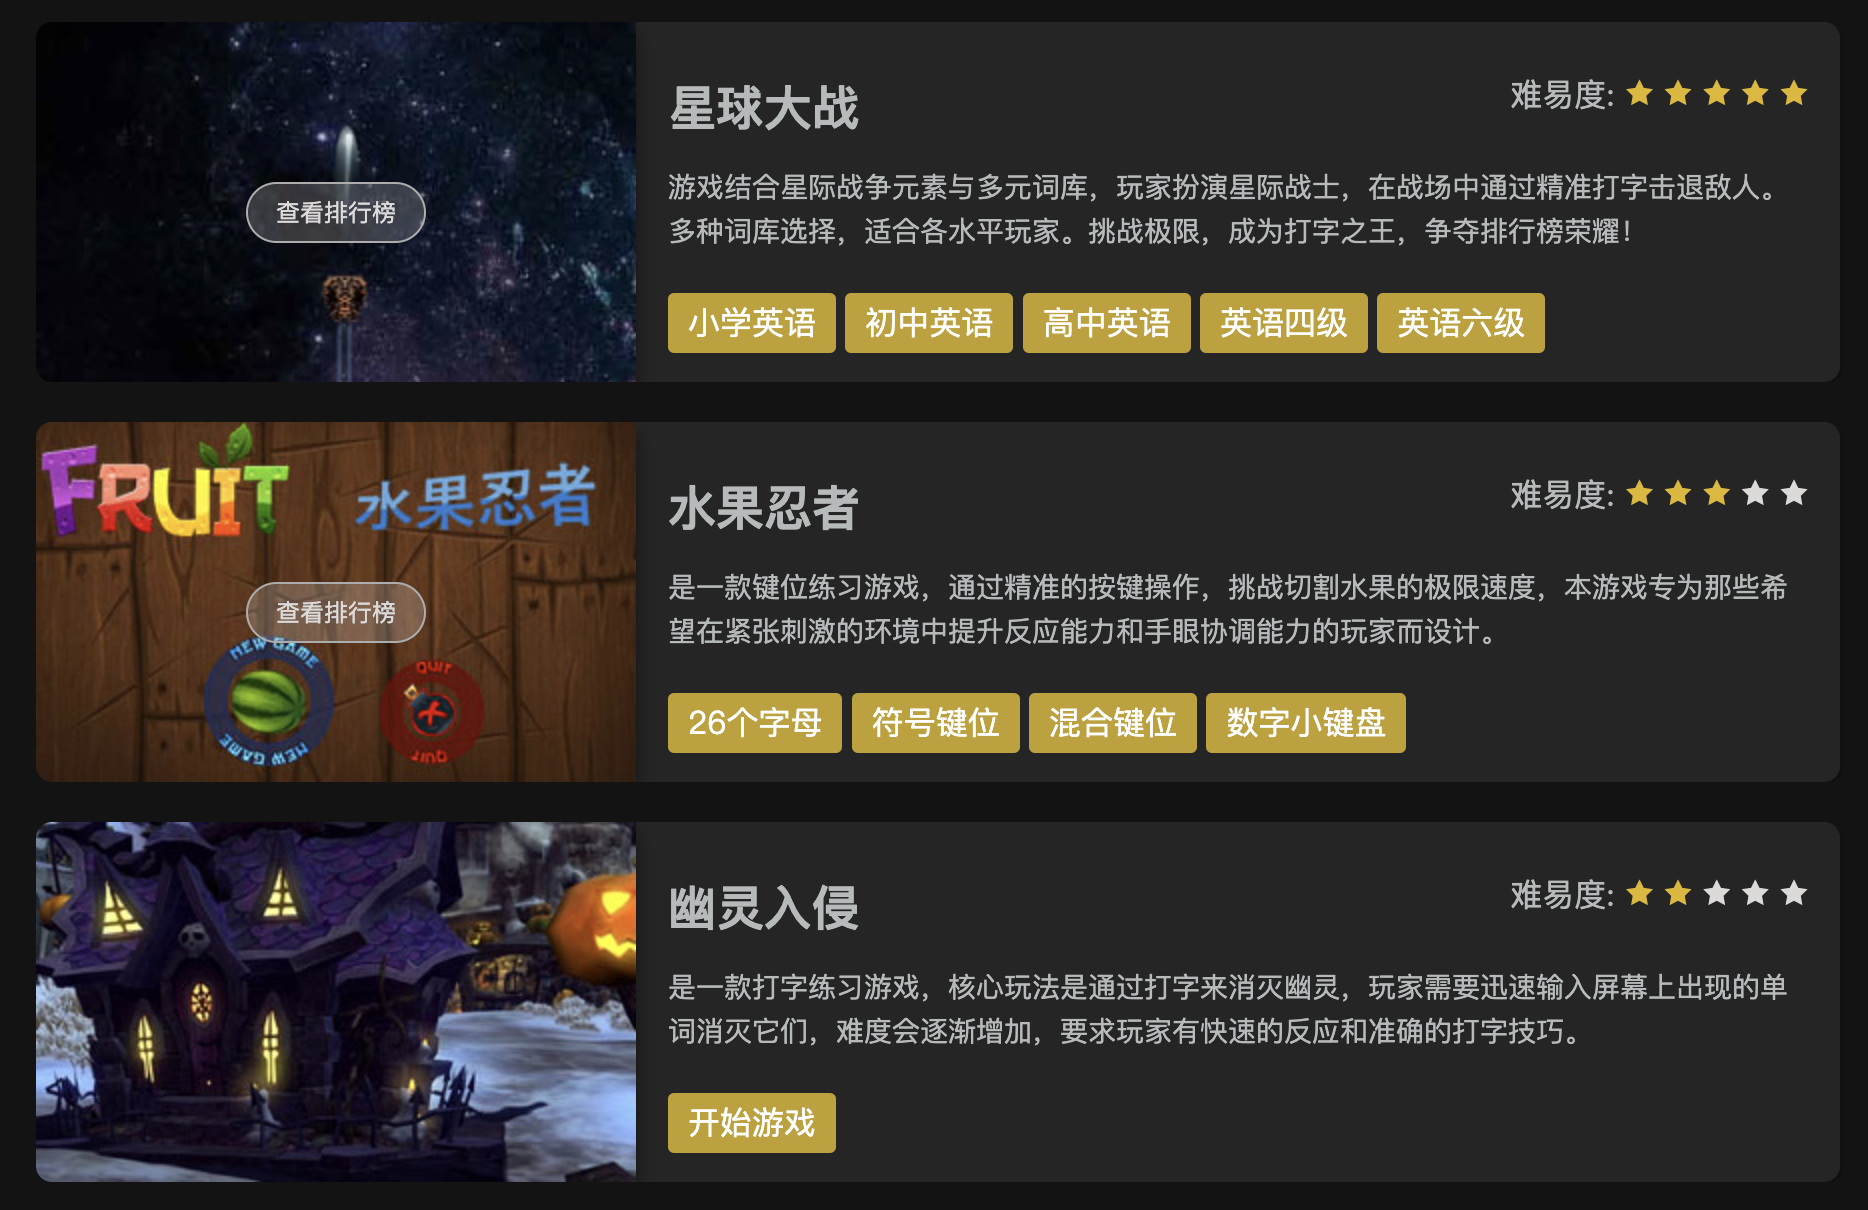 查看排行榜
星球大战
难易度:
游戏结合星际战争元素与多元词库，玩家扮演星际战士，在战场中通过精准打字击退敌人。
多种词库选择，适合各水平玩家。挑战极限，成为打字之王，争夺排行榜荣耀！
小学英语 初中英语 高中英语 英语四级 英语六级
FRUIT 水果忍者
查看排行榜
NEW GAME
NEW GAME
QUIT
QUIT
水果忍者
难易度:
是一款键位练习游戏，通过精准的按键操作，挑战切割水果的极限速度，本游戏专为那些希
望在紧张刺激的环境中提升反应能力和手眼协调能力的玩家而设计。
26个字母 符号键位 混合键位 数字小键盘
幽灵入侵
难易度:
是一款打字练习游戏，核心玩法是通过打字来消灭幽灵，玩家需要迅速输入屏幕上出现的单
词消灭它们，难度会逐渐增加，要求玩家有快速的反应和准确的打字技巧。
开始游戏